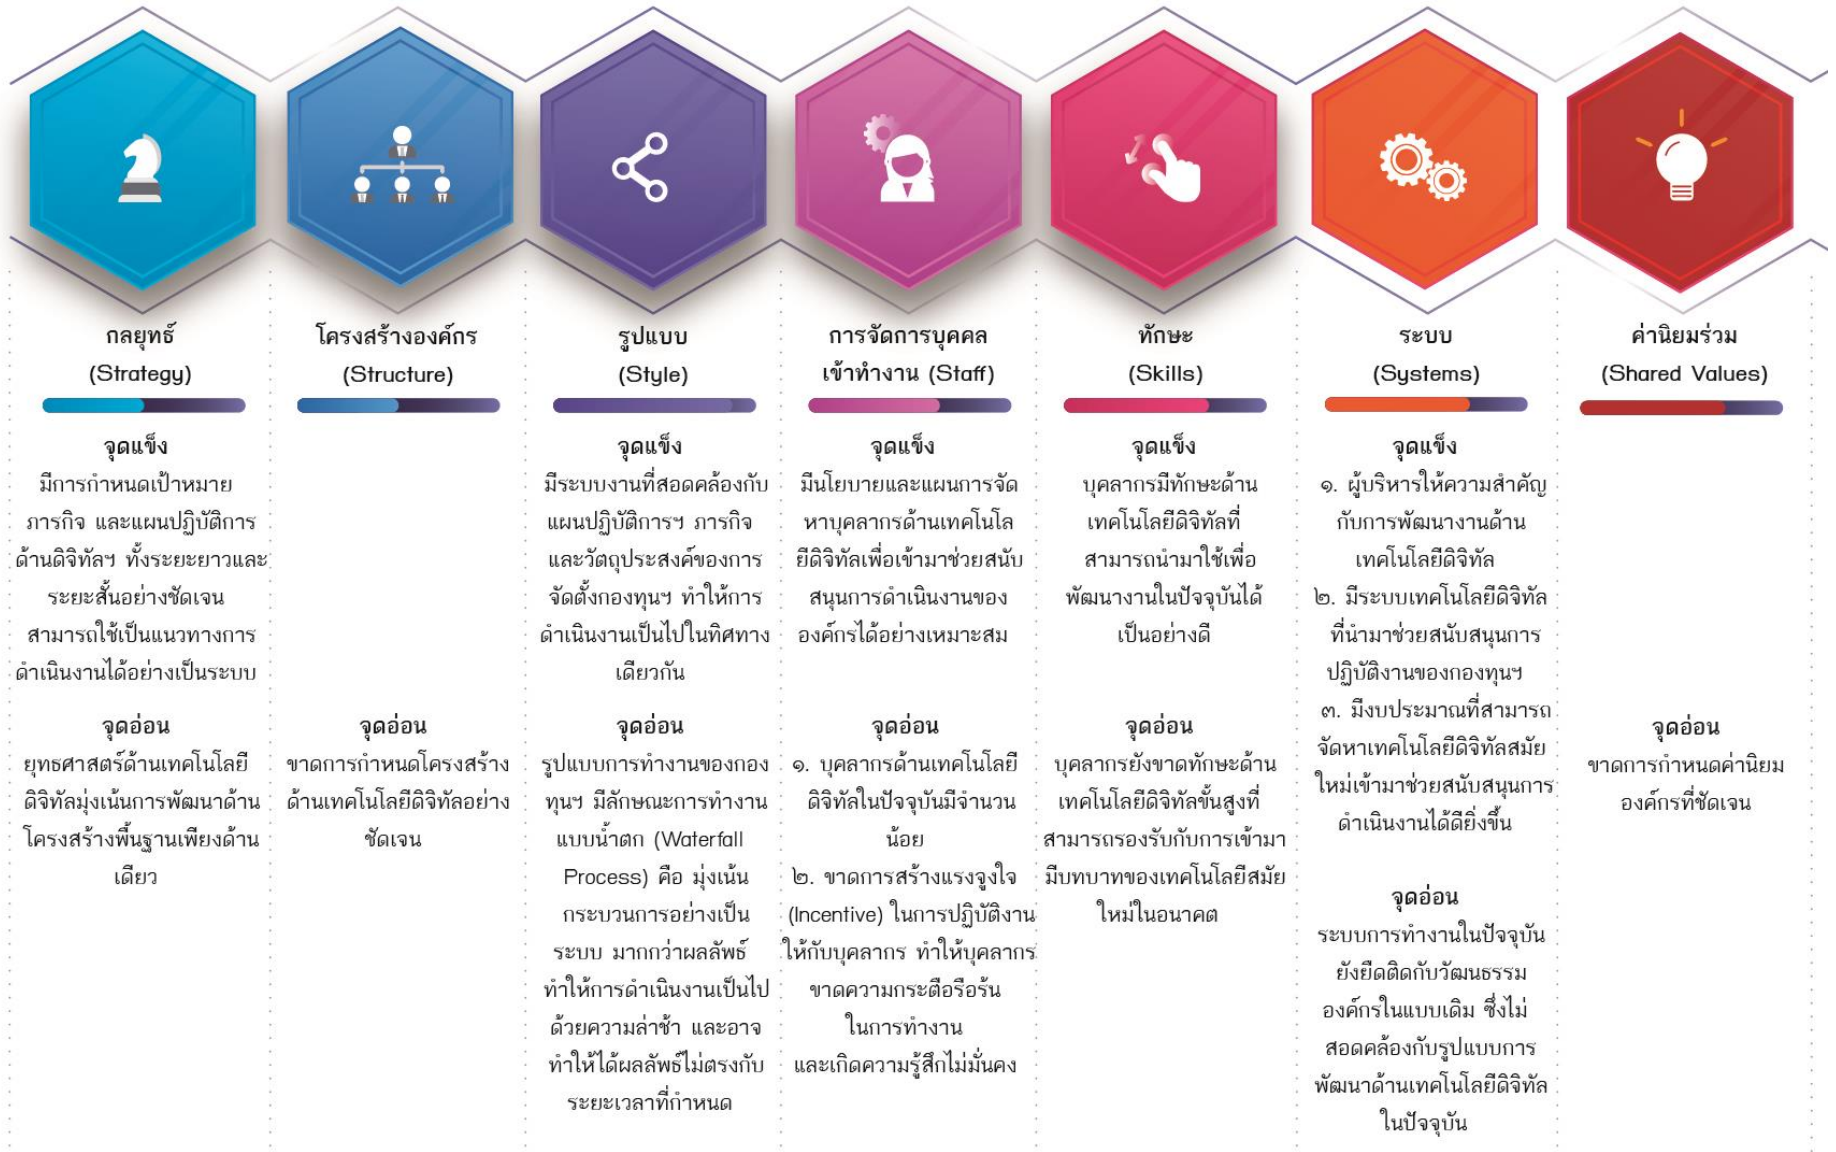 กลยุทธ์
(Strategy)
จุดแข็ง
มีการกำหนดเป้าหมาย
ภารกิจ และแผนปฏิบัติการ
ด้านดิจิทัลฯ ทั้งระยะยาวและ
ระยะสั้นอย่างชัดเจน
สามารถใช้เป็นแนวทางการ
ดำเนินงานได้อย่างเป็นระบบ
จุดอ่อน
ยุทธศาสตร์ด้านเทคโนโลยี
ดิจิทัลมุ่งเน้นการพัฒนาด้าน
โครงสร้างพื้นฐานเพียงด้าน
เดียว
โครงสร้างองค์กร
(Structure)
จุดอ่อน
ขาดการกำหนดโครงสร้าง
ด้านเทคโนโลยีดิจิทัลอย่าง
ชัดเจน
รูปแบบ
(Style)
จุดแข็ง
มีระบบงานที่สอดคล้องกับ
แผนปฏิบัติการฯ ภารกิจ
และวัตถุประสงค์ของการ
จัดตั้งกองทุนฯ ทำให้การ
ดำเนินงานเป็นไปในทิศทาง
เดียวกัน
จุดอ่อน
รูปแบบการทำงานของกอง
ทุนฯ มีลักษณะการทำงาน
แบบน้ำตก (Waterfall
Process) คือ มุ่งเน้น
กระบวนการอย่างเป็น
ระบบ มากกว่าผลลัพธ์
ทำให้การดำเนินงานเป็นไป
ด้วยความล่าช้า และอาจ
ทำให้ได้ผลลัพธ์ไม่ตรงกับ
ระยะเวลาที่กำหนด
การจัดการบุคคล
เข้าทำงาน (Staff)
จุดแข็ง
มีนโยบายและแผนการจัด
หาบุคลากรด้านเทคโนโล
ยีดิจิทัลเพื่อเข้ามาช่วยสนับ
สนุนการดำเนินงานของ
องค์กรได้อย่างเหมาะสม
จุดอ่อน
๑. บุคลากรด้านเทคโนโลยี
ดิจิทัลในปัจจุบันมีจำนวน
น้อย
๒. ขาดการสร้างแรงจูงใจ
(Incentive) ในการปฏิบัติงาน
ให้กับบุคลากร ทำให้บุคลากร
ขาดความกระตือรือร้น
ในการทำงาน
และเกิดความรู้สึกไม่มั่นคง
ทักษะ
(Skills)
จุดแข็ง
บุคลากรมีทักษะด้าน
เทคโนโลยีดิจิทัลที่
สามารถนำมาใช้เพื่อ
พัฒนางานในปัจจุบันได้
เป็นอย่างดี
จุดอ่อน
บุคลากรยังขาดทักษะด้าน
เทคโนโลยีดิจิทัลขั้นสูงที่
สามารถรองรับกับการเข้ามา
มีบทบาทของเทคโนโลยีสมัย
ใหม่ในอนาคต
ระบบ
(Systems)
จุดแข็ง
๑. ผู้บริหารให้ความสำคัญ
กับการพัฒนางานด้าน
เทคโนโลยีดิจิทัล
๒. มีระบบเทคโนโลยีดิจิทัล
ที่นำมาช่วยสนับสนุนการ
ปฏิบัติงานของกองทุนฯ
๓. มีงบประมาณที่สามารถ
จัดหาเทคโนโลยีดิจิทัลสมัย
ใหม่เข้ามาช่วยสนับสนุนการ
ดำเนินงานได้ดียิ่งขึ้น
จุดอ่อน
ระบบการทำงานในปัจจุบัน
ยังยึดติดกับวัฒนธรรม
องค์กรในแบบเดิม ซึ่งไม่
สอดคล้องกับรูปแบบการ
พัฒนาด้านเทคโนโลยีดิจิทัล
ในปัจจุบัน
ค่านิยมร่วม
(Shared Values)
จุดอ่อน
ขาดการกำหนดค่านิยม
องค์กรที่ชัดเจน